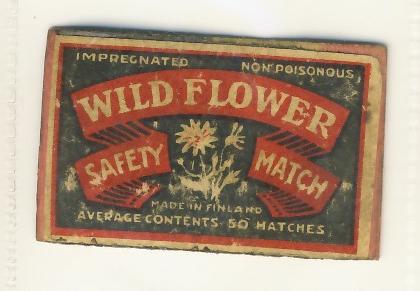 IMPREGNATED NON POISONOUS
WILD FLOWER
SAFETY MATCH
MADE IN FINLAND
AVERAGE CONTENTS 50 MATCHES